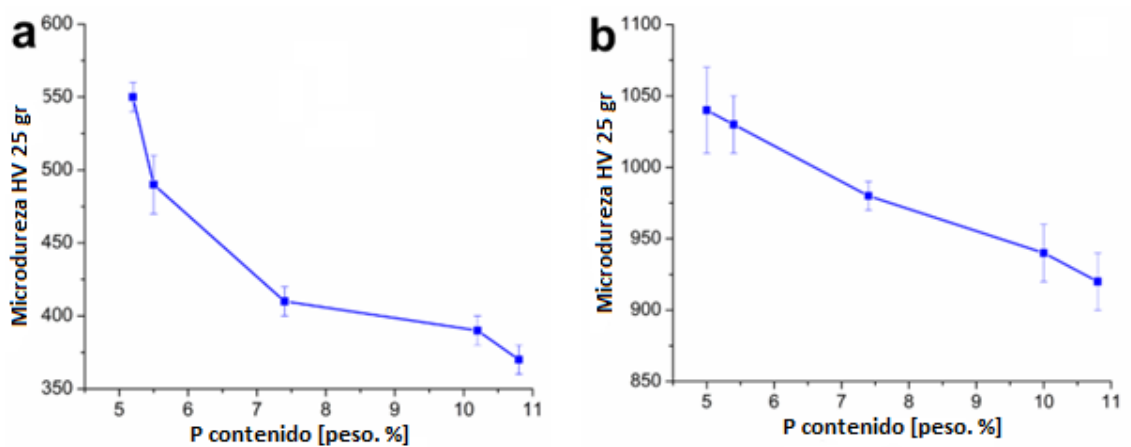 a
600
550
500
450
400
350
Microdureza HV 25 gr
5 6 7 8 9 10 11
P contenido [peso. %]
b
1100
1050
1000
950
900
850
Microdureza HV 25 gr
5 6 7 8 9 10 11
P contenido [peso. %]